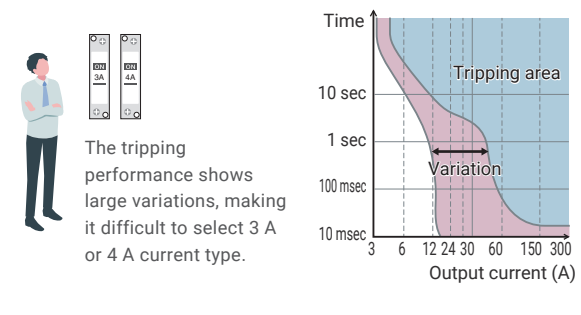 ON
3A
ON
4A
The tripping
performance shows
large variations, making
it difficult to select 3 A
or 4 A current type.
Time
Tripping area
10 sec
1 sec
Variation
100 msec
10 msec
3 6 12 24 30 60 150 300
Output current (A)